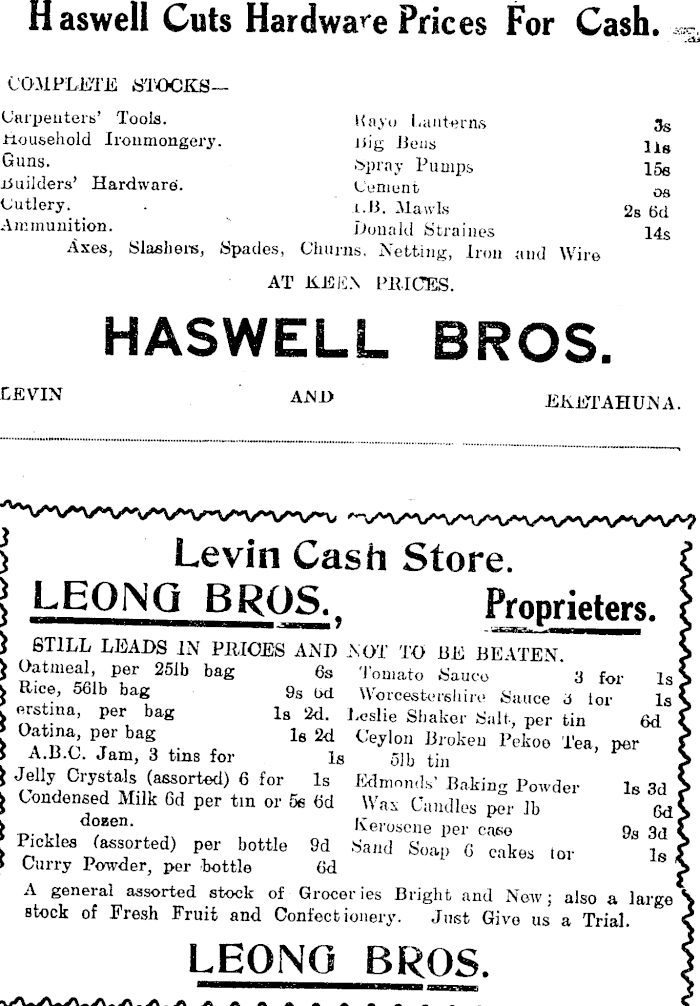 Haswell Cuts Hardware Prices For Cash.
COMPLETE STOCKS—
Carpenters' Tools.
Household Ironmongery.
Guns.
Builders' Hardware.
Cutlery.
Ammunition.
Rayo Lanterns 3s
Big Bens 11s
Spray Pumps 15s
Cement
Mawls 2s 6d
Donald Straines 14s
Axes, Slashers, Spades, Churns. Netting, Iron and Wire
AT KEEN PRICES.
HASWELL BROS.
LEVIN AND EKETAHUNA.
Levin Cash Store.
LEONG BROS., Proprieters.
STILL LEADS IN PRICES AND NOT TO BE BEATEN.
Oatmeal, per 25lb bag 6s
Rice, 56lb bag 9s 6d
erstina, per bag 1s 2d.
Oatina, per bag 1s 2d
A.B.C. Jam, 3 tins for 1s
Jelly Crystals (assorted) 6 for 1s
Condensed Milk 6d per tin or 5s 6d
dozen.
Pickles (assorted) per bottle 9d
Curry Powder, per bottle 6d
Tomato Sauce 3 for 1s
Worcestershire Sauce 3 for 1s
Leslie Shaker Salt, per tin 6d
Ceylon Broken Pekoe Tea, per
5lb tin
Edmonds' Baking Powder 1s 3d
Wax Candles per lb 6d
Kerosene per case 9s 3d
Sand Soap 6 cakes for 1s
A general assorted stock of Groceries Bright and New; also a large
stock of Fresh Fruit and Confectionery. Just Give us a Trial.
LEONG BROS.